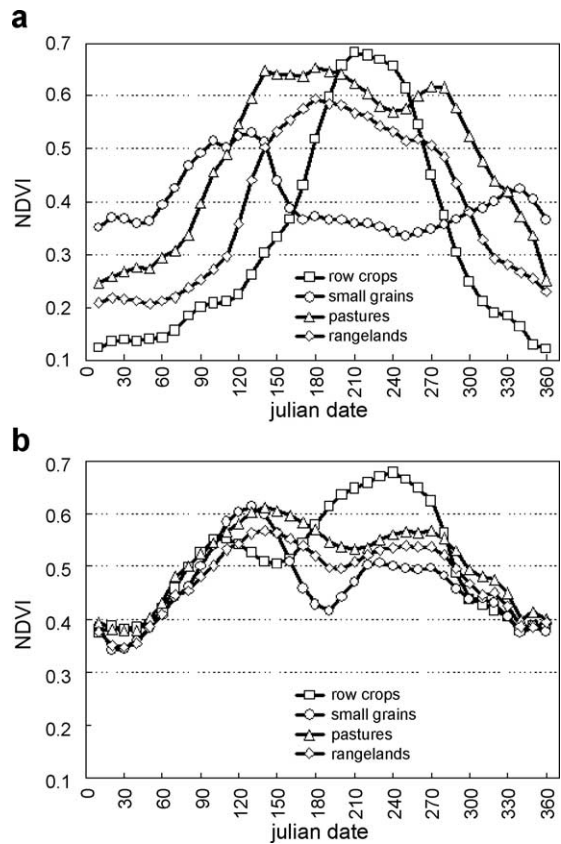 a
0.7
0.6
0.5
0.4
0.3
0.2
0.1
NDVI
row crops
small grains
pastures
rangelands
0 30 60 90 120 150 180 210 240 270 300 330 360
julian date
b
0.7
0.6
0.5
0.4
0.3
0.2
0.1
NDVI
row crops
small grains
pastures
rangelands
0 30 60 90 120 150 180 210 240 270 300 330 360
julian date